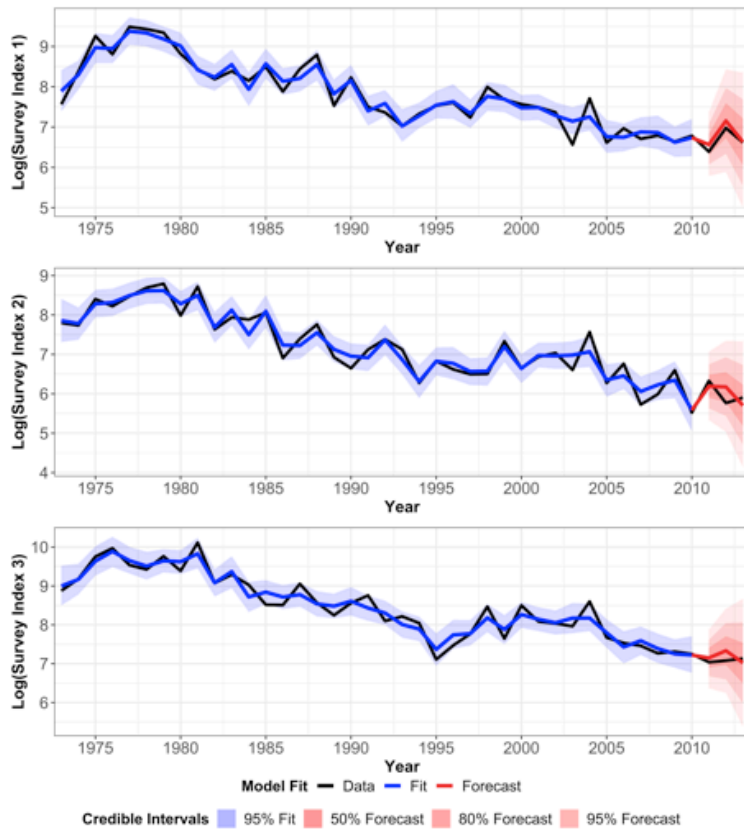 Log(Survey Index 1)
9
8
7
6
5
1975 1980 1985 1990 1995 2000 2005 2010
Year
Log(Survey Index 2)
9
8
7
6
5
4
1975 1980 1985 1990 1995 2000 2005 2010
Year
Log(Survey Index 3)
10
9
8
7
6
1975 1980 1985 1990 1995 2000 2005 2010
Year
Model Fit Data Fit Forecast
Credible Intervals 95% Fit 50% Forecast 80% Forecast 95% Forecast